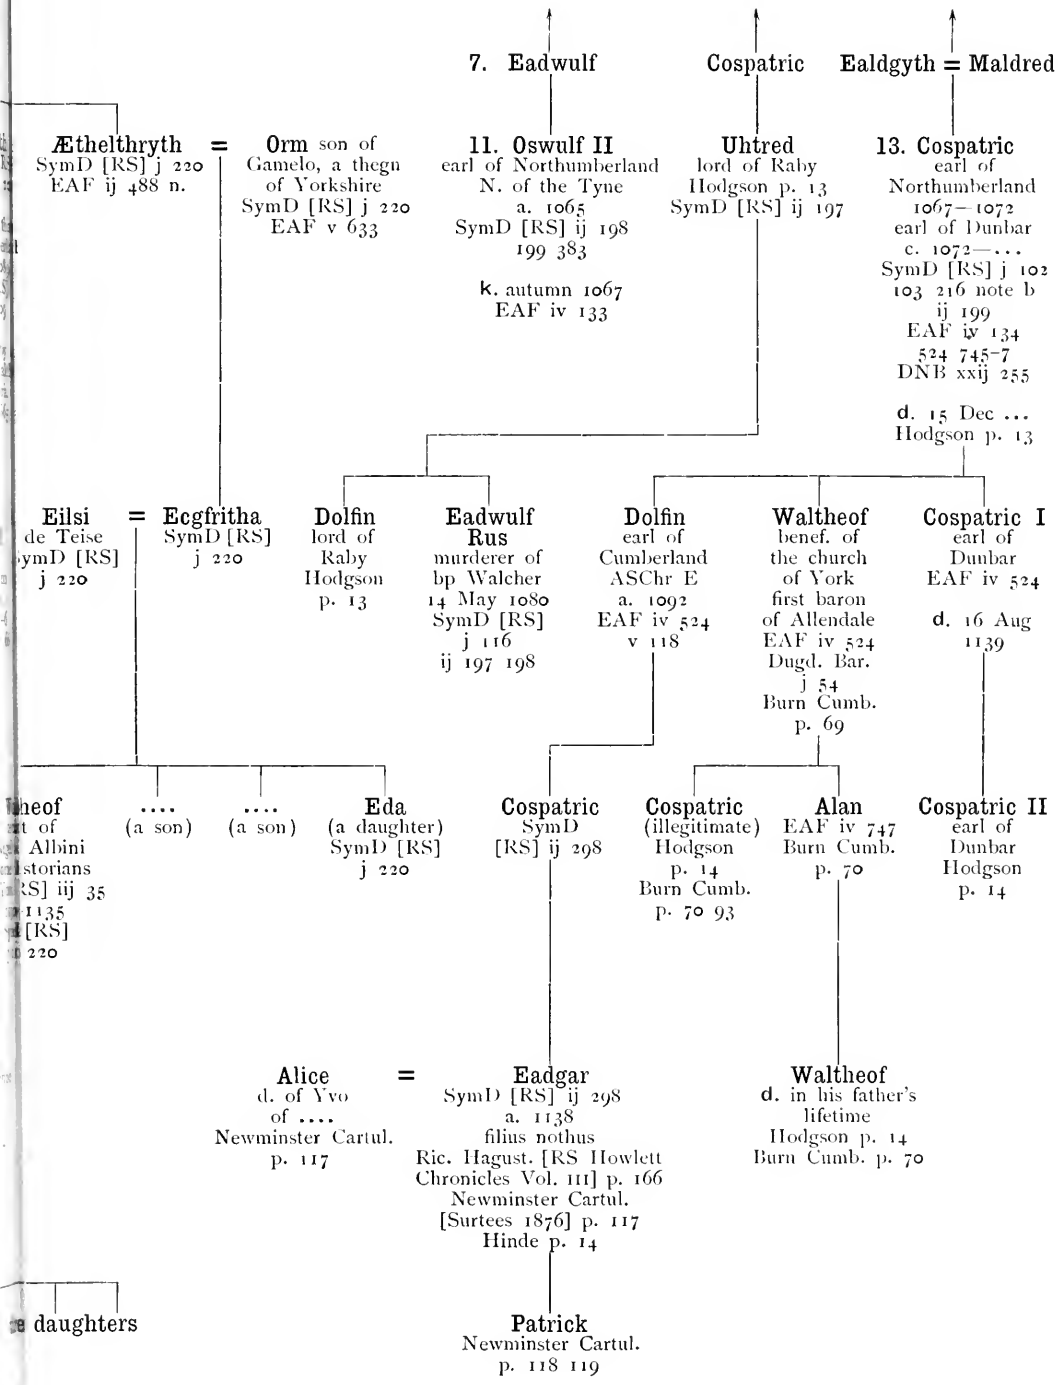 7. Eadwulf
Cospatric
Ealdgyth = Maldred
Æthelthryth
SymD [RS] j 220
EAF ij 488 n.
=
Orm son of
Gamelo, a thegn
of Yorkshire
SymD [RS] j 220
EAF v 633
11. Oswulf II
earl of Northumberland
N. of the Tyne
a. 1065
SymD [RS] ij 198
199 383
k. autumn 1067
EAF iv 133
Uhtred
lord of Raby
Hodgson p. 13
SymD [RS] ij 197
13. Cospatric
earl of
Northumberland
1067—1072
earl of Dunbar
c. 1072—...
SymD [RS] j 102
103 216 note b
ij 199
EAF iv 134
524 745-7
DNB xxij 255
d. 15 Dec ...
Hodgson p. 13
Eilsi
de Teise
SymD [RS]
j 220
=
Ecgfritha
SymD [RS]
j 220
Dolfin
lord of
Raby
Hodgson
p. 13
Eadwulf
Rus
murderer of
bp Walcher
14 May 1080
SymD [RS]
j 116
ij 197 198
Dolfin
earl of
Cumberland
ASChr E
a. 1092
EAF iv 524
v 118
Waltheof
benef. of
the church
of York
first baron
of Allendale
EAF iv 524
Dugd. Bar.
j 54
Burn Cumb.
p. 69
Cospatric I
earl of
Dunbar
EAF iv 524
d. 16 Aug
1139
heof
t of
Albini
storians
RS] iij 35
1135
[RS]
220
....
(a son)
....
(a son)
Eda
(a daughter)
SymD [RS]
j 220
Cospatric
SymD
[RS] ij 298
Cospatric
(illegitimate)
Hodgson
p. 14
Burn Cumb.
p. 70 93
Alan
EAF iv 747
Burn Cumb.
p. 70
Cospatric II
earl of
Dunbar
Hodgson
p. 14
Alice
d. of Yvo
of ....
Newminster Cartul.
p. 117
=
Eadgar
SymD [RS] ij 298
a. 1138
filius nothus
Ric. Hagust. [RS Howlett
Chronicles Vol. III] p. 166
Newminster Cartul.
[Surtees 1876] p. 117
Hinde p. 14
Waltheof
d. in his father's
lifetime
Hodgson p. 14
Burn Cumb. p. 70
daughters
Patrick
Newminster Cartul.
p. 118 119